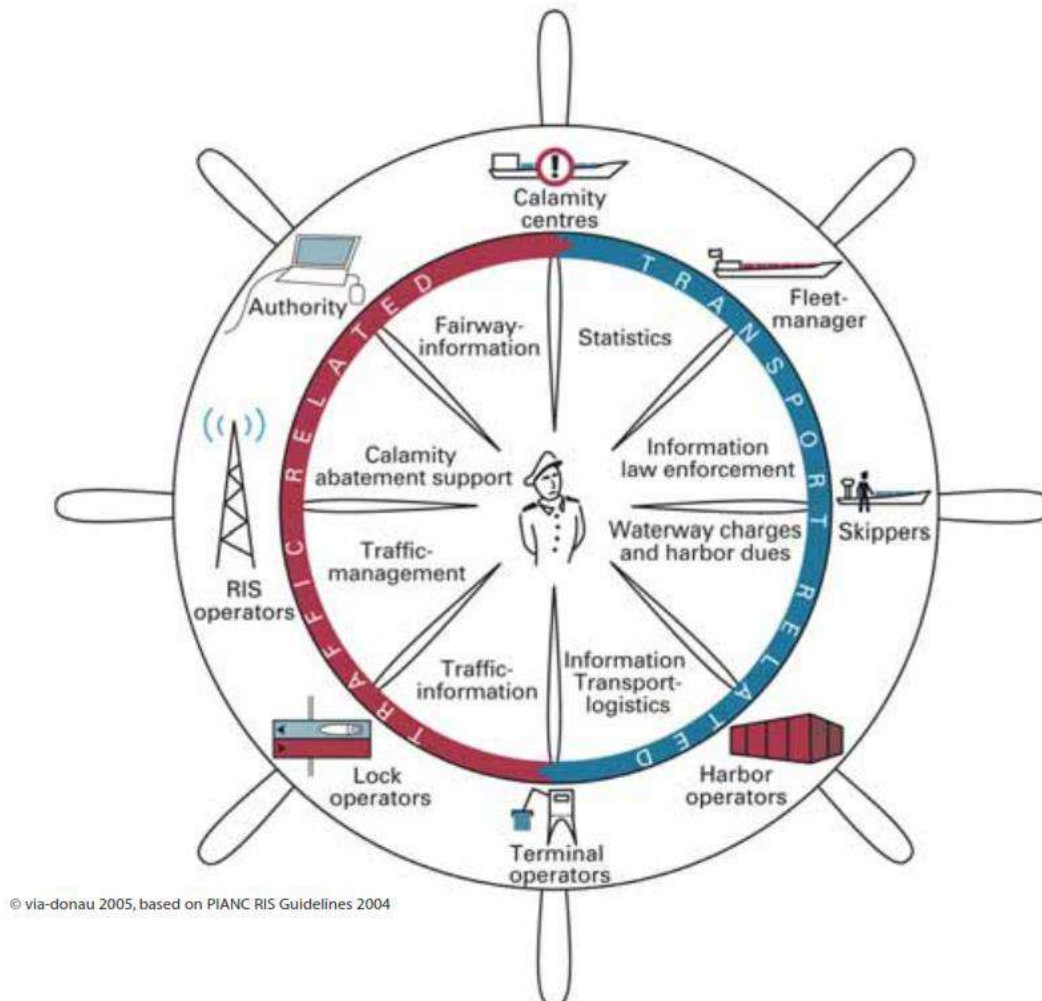 Calamity
centres
TRANSPORT RELATED
TRAFFIC RELATED
Authority
Fleet-
manager
Fairway-
information
Statistics
Calamity
abatement support
Information
law enforcement
RIS
operators
Traffic-
management
Waterway charges
and harbor dues
Skippers
Traffic-
information
Information
Transport-
logistics
Lock
operators
Harbor
operators
Terminal
operators
© via-donau 2005, based on PIANC RIS Guidelines 2004